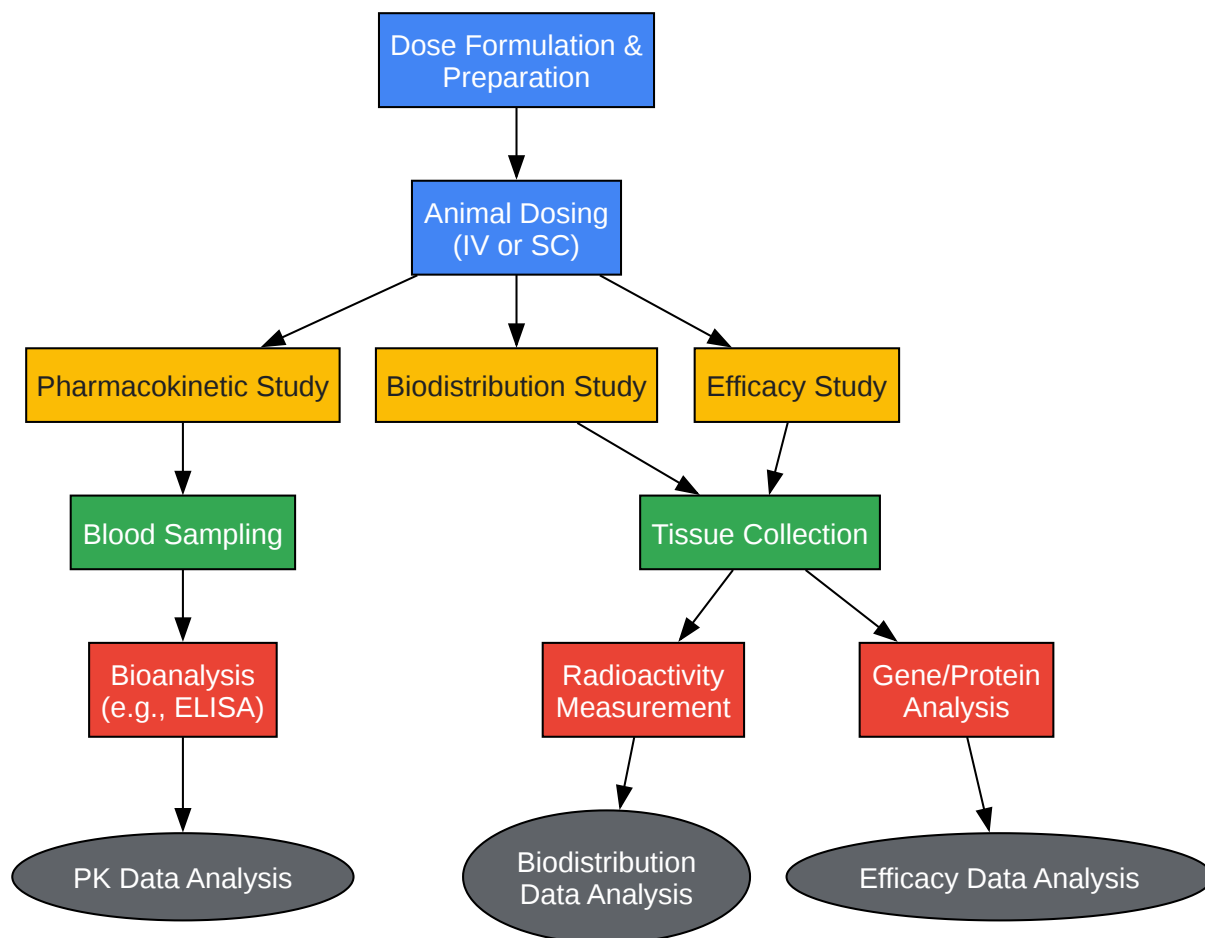 Dose Formulation &
Preparation
Animal Dosing
(IV or SC)
Pharmacokinetic Study
Biodistribution Study
Efficacy Study
Blood Sampling
Tissue Collection
Bioanalysis
(e.g., ELISA)
Radioactivity
Measurement
Gene/Protein
Analysis
PK Data Analysis
Biodistribution
Data Analysis
Efficacy Data Analysis